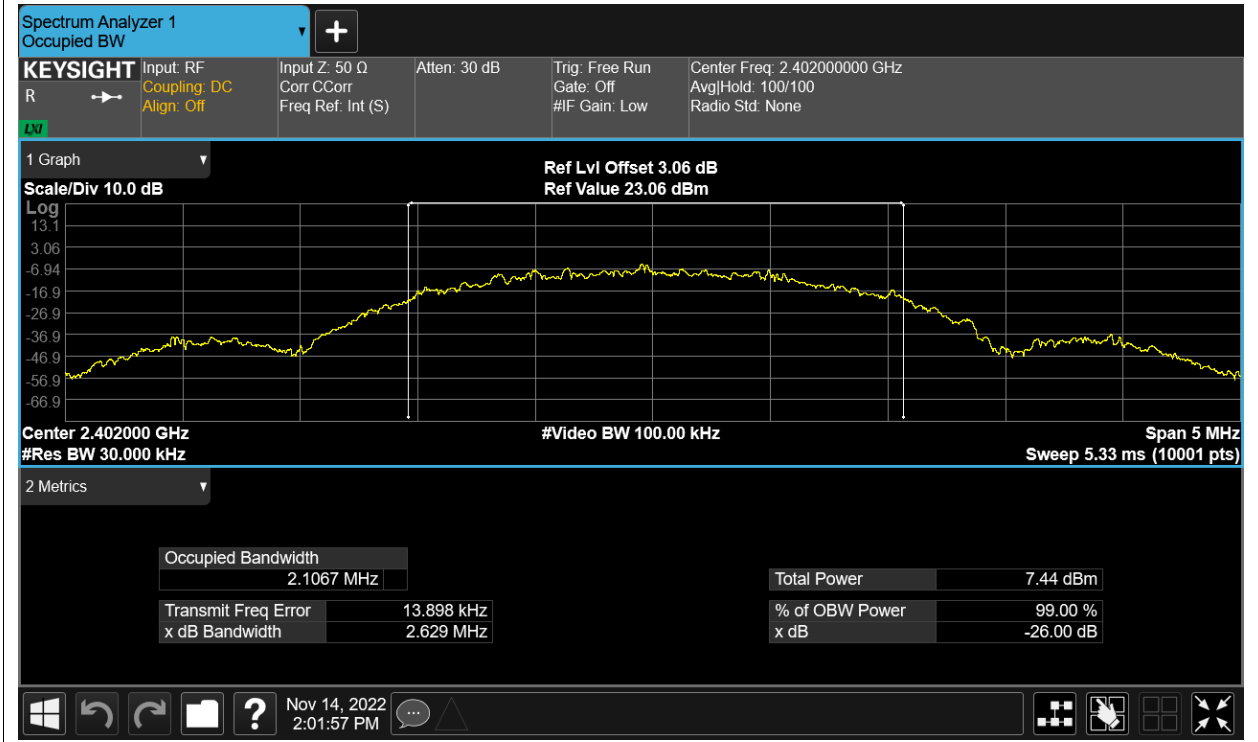 Spectrum Analyzer 1
Occupied BW
KEYSIGHT
R
LXI
Input: RF
Coupling: DC
Align: Off
Input Z: 50 Ω
Corr CCorr
Freq Ref: Int (S)
Atten: 30 dB
Trig: Free Run
Gate: Off
#IF Gain: Low
Center Freq: 2.402000000 GHz
Avg|Hold: 100/100
Radio Std: None
1 Graph
Scale/Div 10.0 dB
Ref Lvl Offset 3.06 dB
Ref Value 23.06 dBm
Log
13.1
3.06
-6.94
-16.9
-26.9
-36.9
-46.9
-56.9
-66.9
Center 2.402000 GHz
#Video BW 100.00 kHz
Span 5 MHz
#Res BW 30.000 kHz
Sweep 5.33 ms (10001 pts)
2 Metrics
Occupied Bandwidth
2.1067 MHz
Total Power 7.44 dBm
Transmit Freq Error 13.898 kHz
% of OBW Power 99.00 %
x dB Bandwidth 2.629 MHz
x dB -26.00 dB
?
Nov 14, 2022
2:01:57 PM